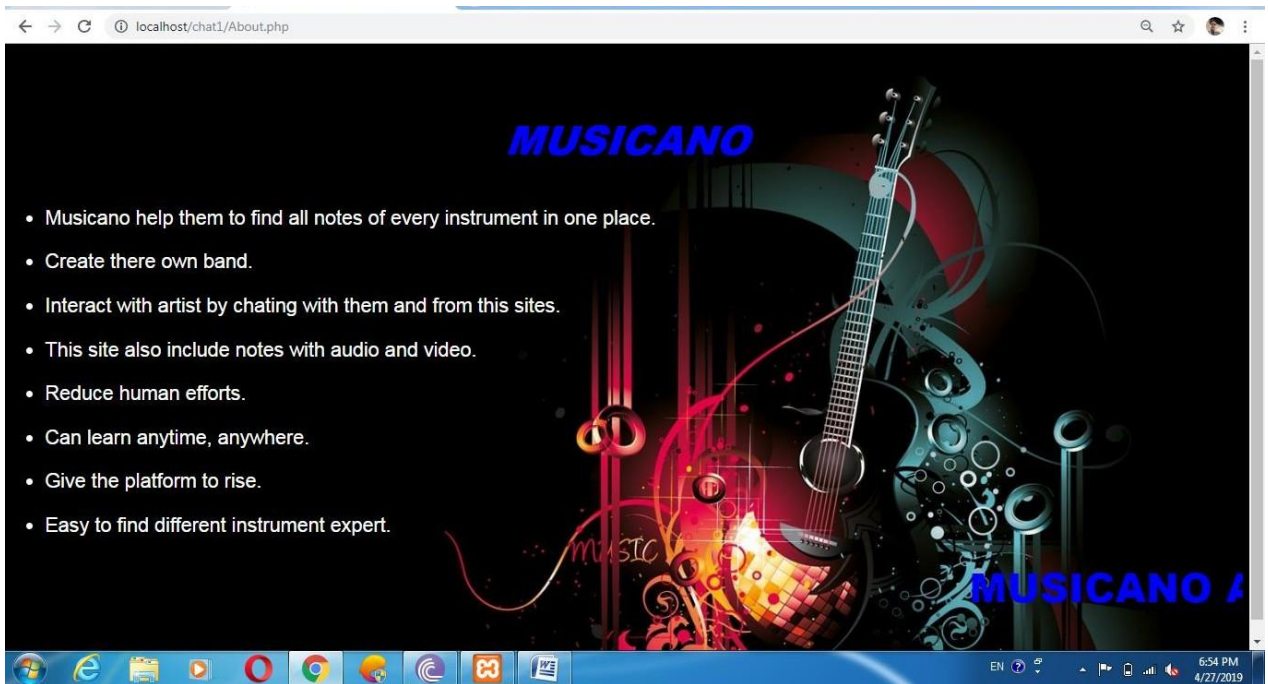 localhost/chat1/About.php
MUSICANO
• Musicano help them to find all notes of every instrument in one place.
• Create there own band.
• Interact with artist by chating with them and from this sites.
• This site also include notes with audio and video.
• Reduce human efforts.
• Can learn anytime, anywhere.
• Give the platform to rise.
• Easy to find different instrument expert.
MUSIC
MUSICANO A
EN
6:54 PM
4/27/2019